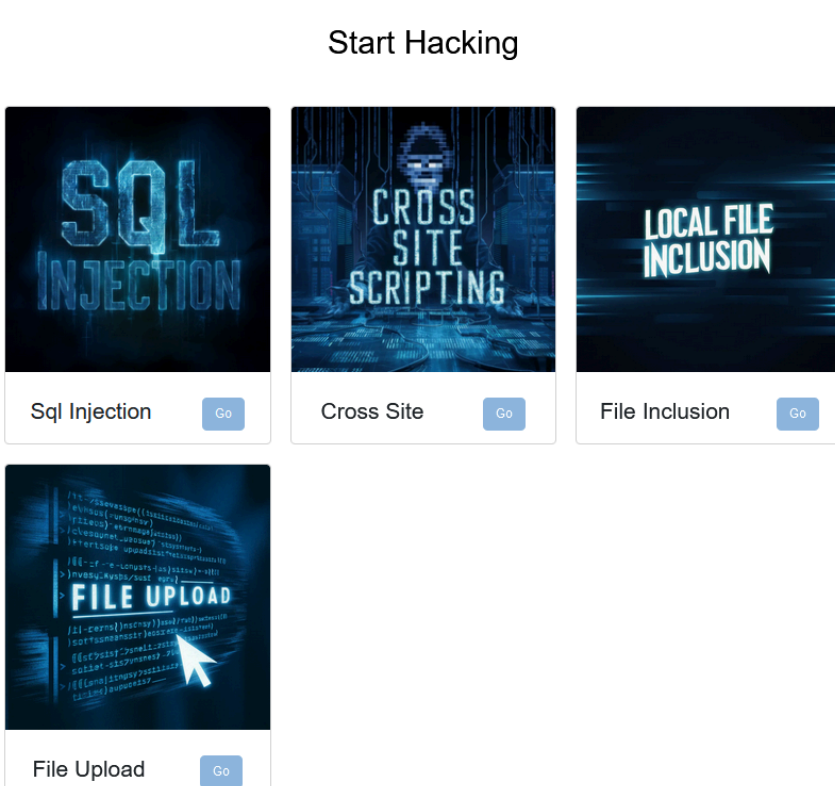 Start Hacking
SQL
INJECTION
CROSS
SITE
SCRIPTING
LOCAL FILE
INCLUSION
Sql Injection
Go
Cross Site
Go
File Inclusion
Go
FILE UPLOAD
File Upload
Go